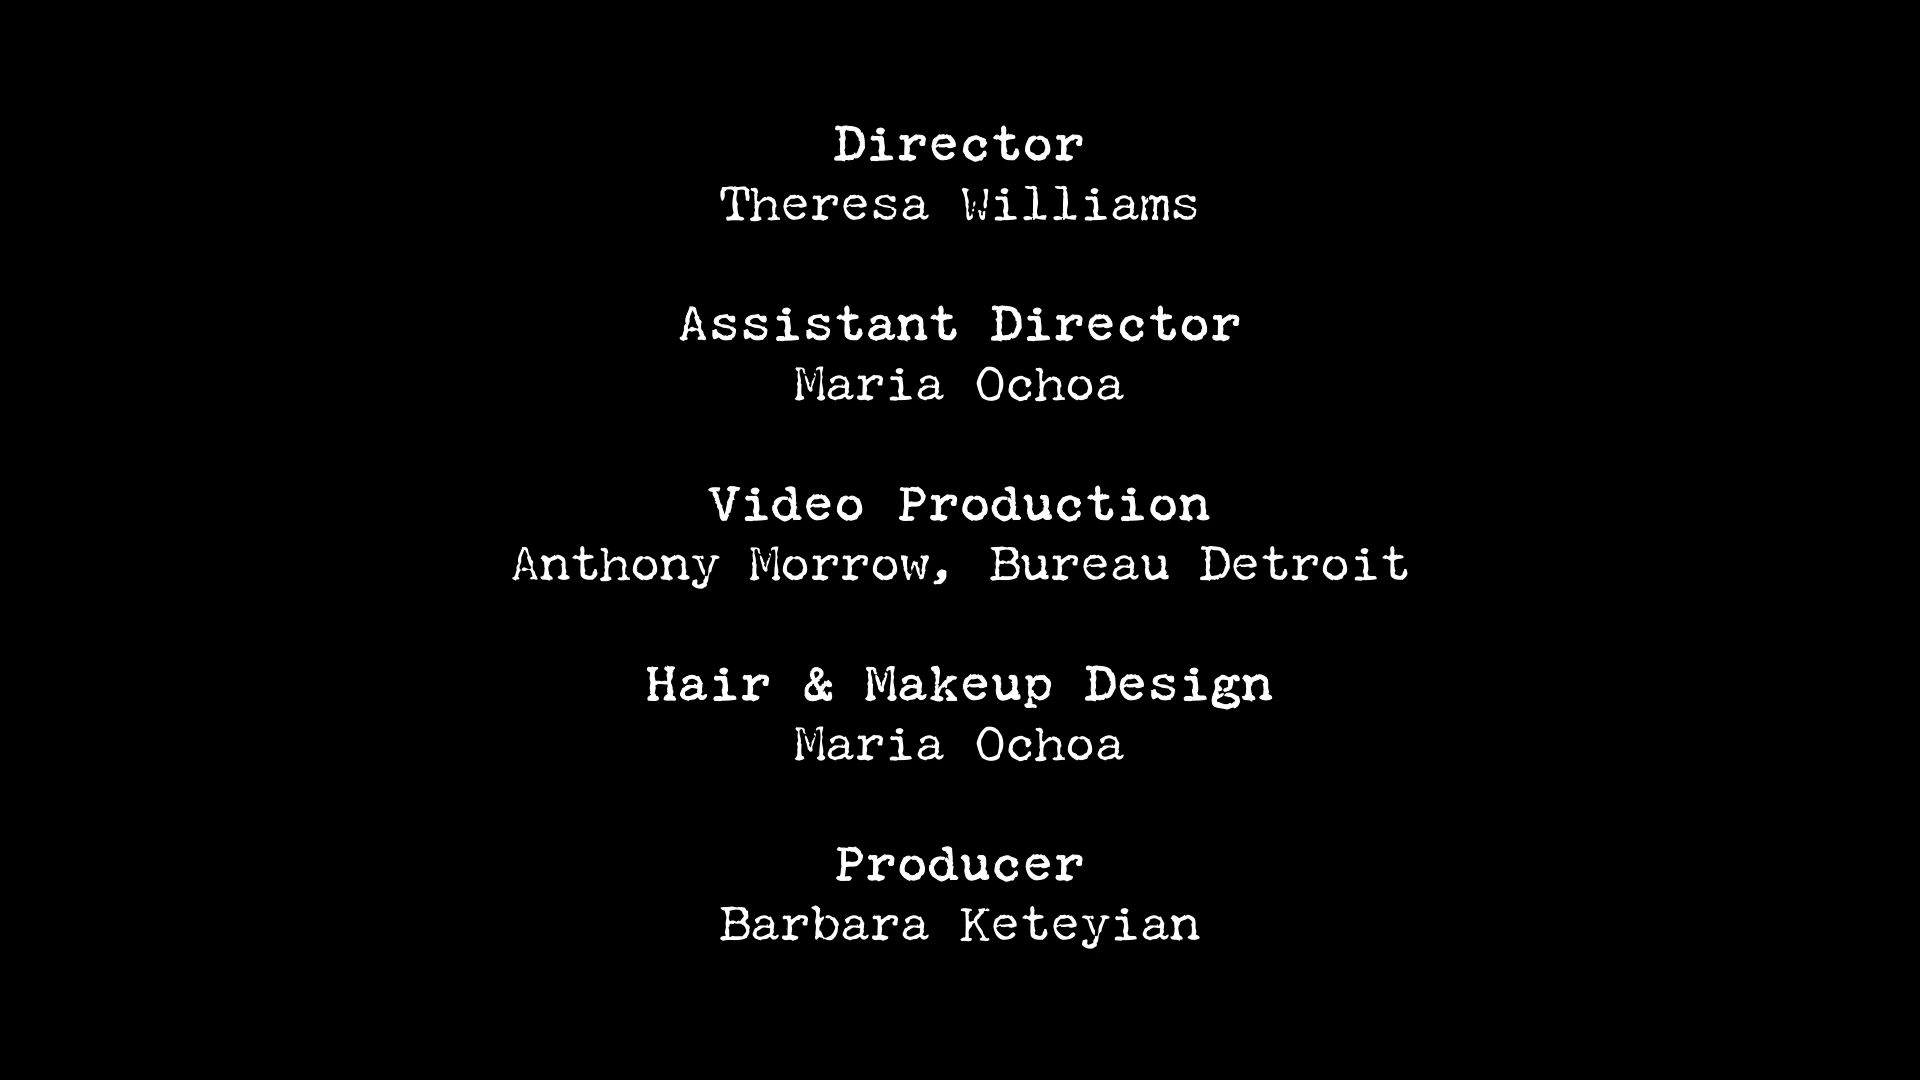 Director
Theresa Williams
Assistant Director
Maria Ochoa
Video Production
Anthony Morrow, Bureau Detroit
Hair & Makeup Design
Maria Ochoa
Producer
Barbara Keteyian